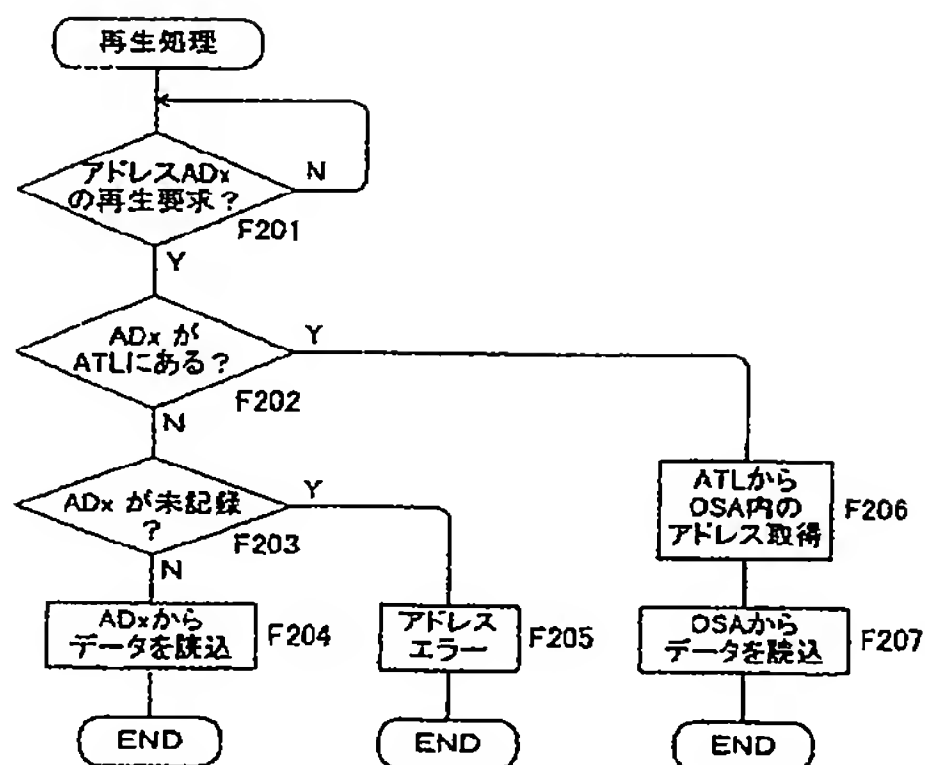 再生処理
アドレスADx
の再生要求？
N
F201
Y
ADx が
ATLにある？
Y
F202
N
ADx が未記録
？
Y
F203
N
ADxから
データを読込
F204
END
アドレス
エラー
F205
END
ATLから
OSA内の
アドレス取得
F206
OSAから
データを読込
F207
END